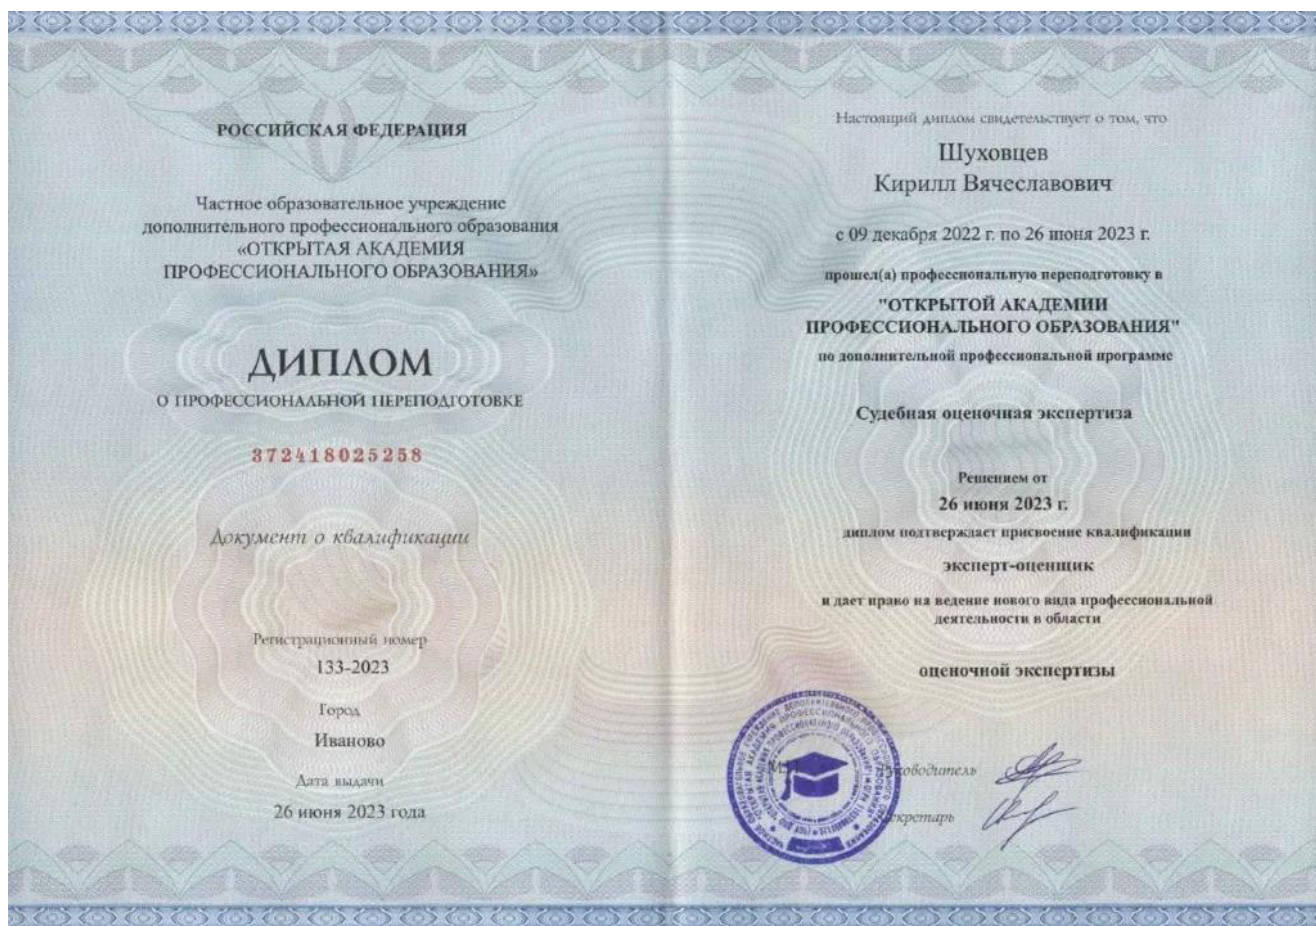 РОССИЙСКАЯ ФЕДЕРАЦИЯ
Частное образовательное учреждение
дополнительного профессионального образования
«ОТКРЫТАЯ АКАДЕМИЯ
ПРОФЕССИОНАЛЬНОГО ОБРАЗОВАНИЯ»
ДИПЛОМ
О ПРОФЕССИОНАЛЬНОЙ ПЕРЕПОДГОТОВКЕ
372418025258
Документ о квалификации
Регистрационный номер
133-2023
Город
Иваново
Дата выдачи
26 июня 2023 года
Настоящий диплом свидетельствует о том, что
Шуховцев
Кирилл Вячеславович
с 09 декабря 2022 г. по 26 июня 2023 г.
прошел(а) профессиональную переподготовку в
"ОТКРЫТОЙ АКАДЕМИИ
ПРОФЕССИОНАЛЬНОГО ОБРАЗОВАНИЯ"
по дополнительной профессиональной программе
Судебная оценочная экспертиза
Решением от
26 июня 2023 г.
диплом подтверждает присвоение квалификации
эксперт-оценщик
и дает право на ведение нового вида профессиональной
деятельности в области
оценочной экспертизы
Руководитель
Секретарь